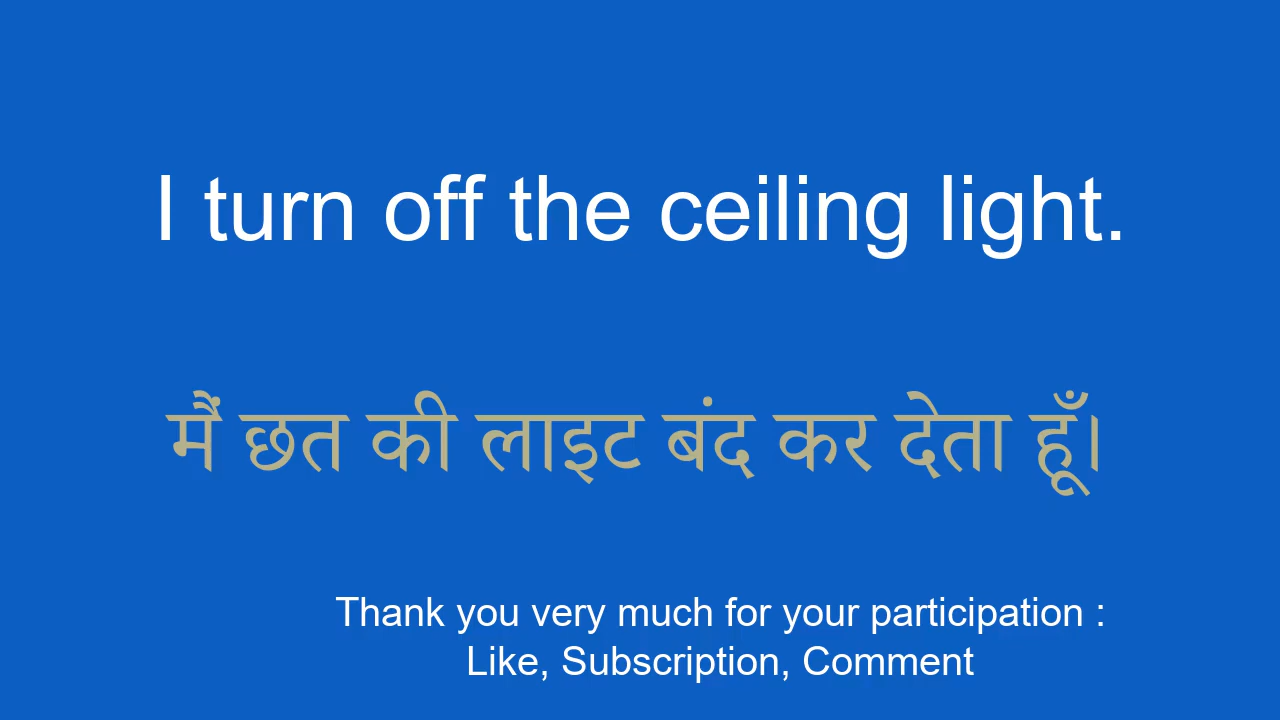 I turn off the ceiling light.
मैं छत की लाइट बंद कर देता हूँ।
Thank you very much for your participation :
Like, Subscription, Comment